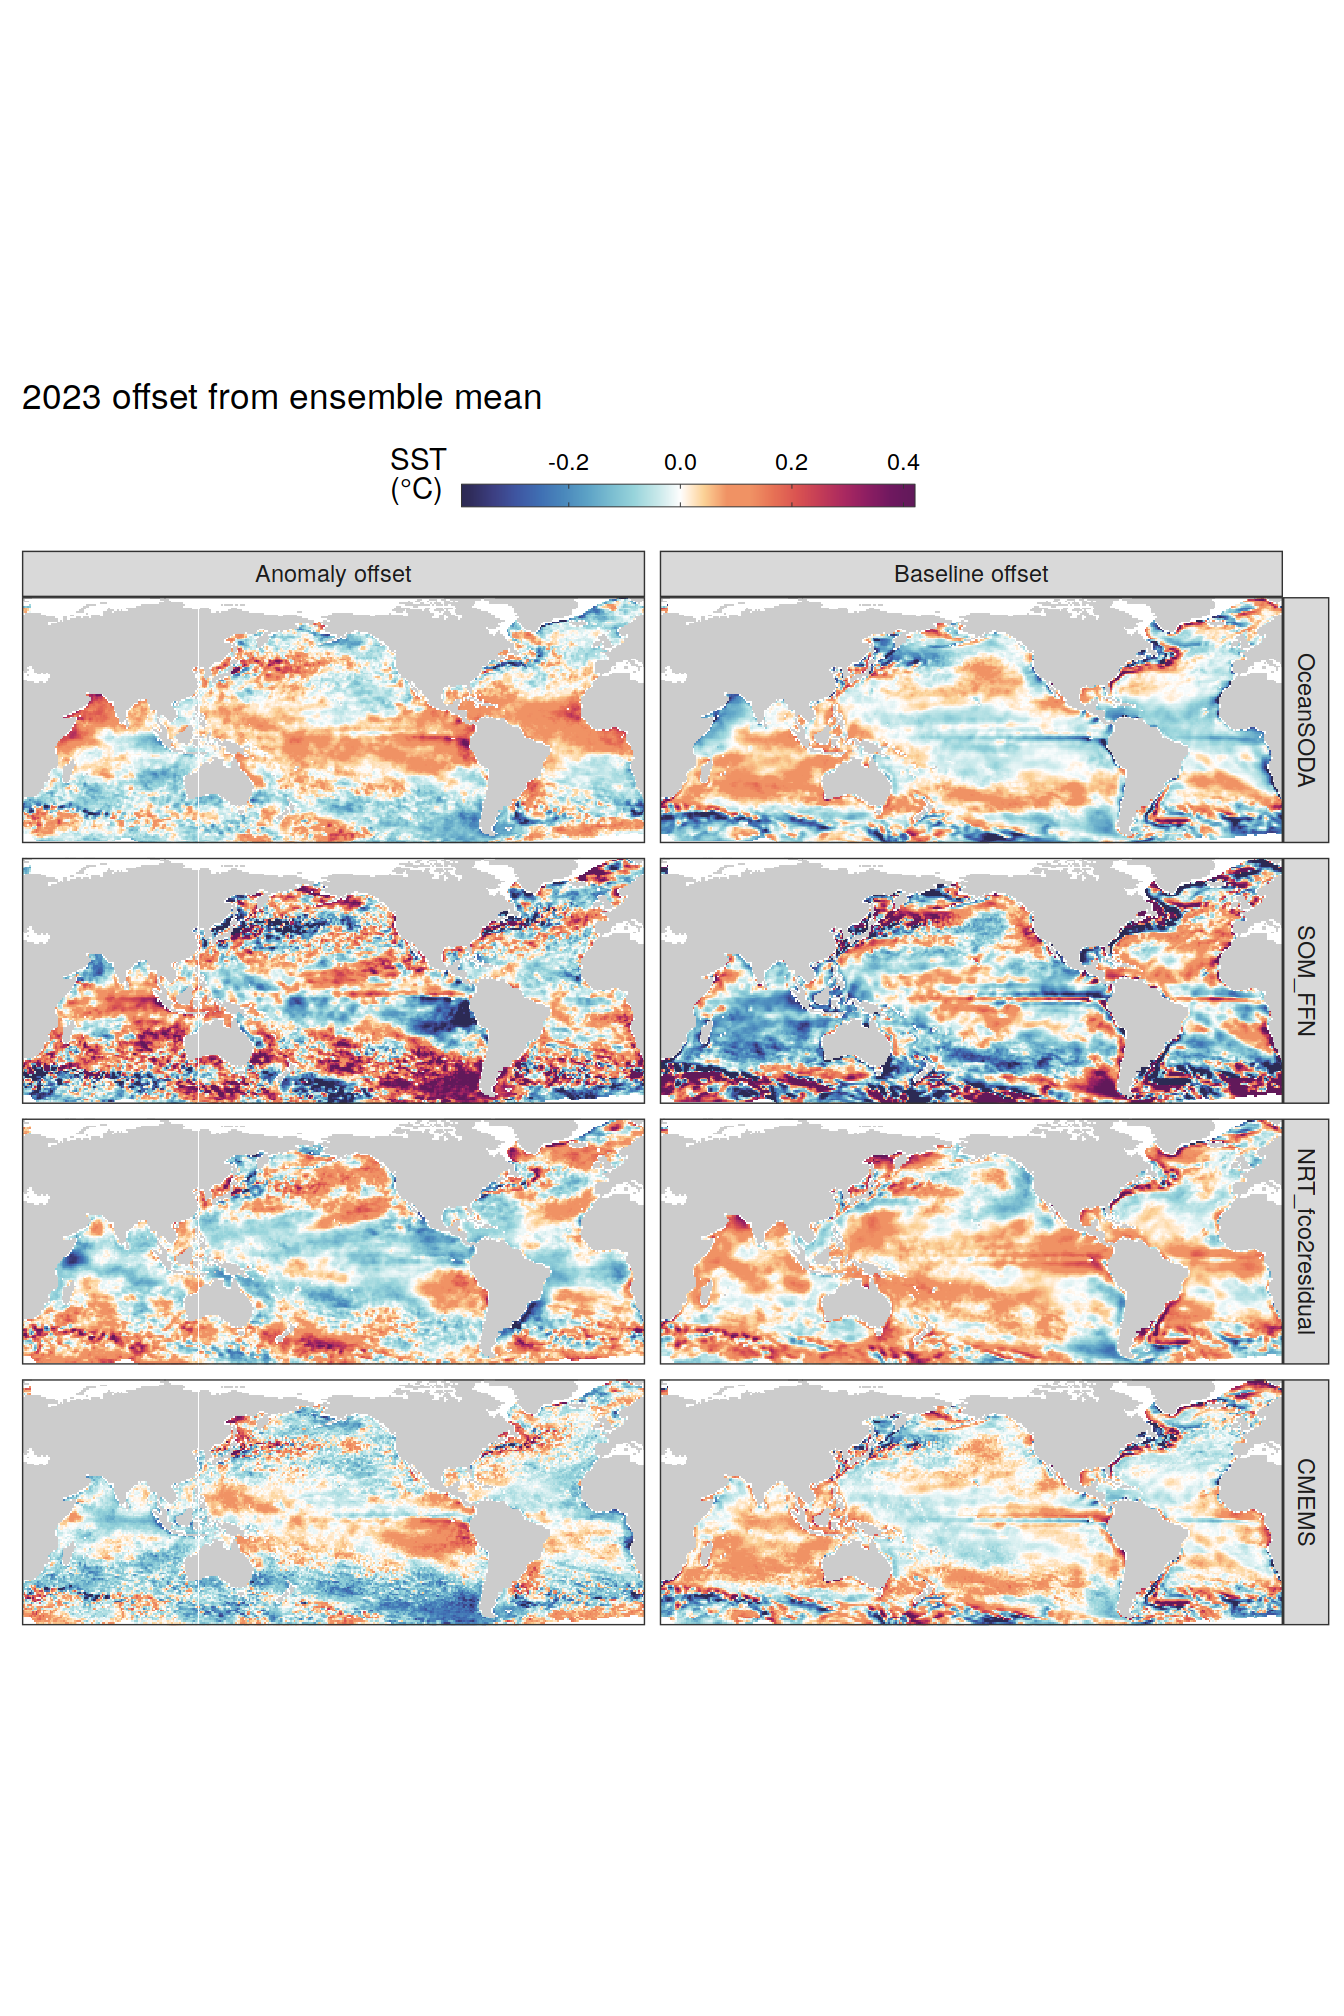 2023 offset from ensemble mean
SST
(°C)
-0.2 0.0 0.2 0.4
Anomaly offset
Baseline offset
OceanSODA
SOM_FFN
NRT_fco2residual
CMEMS